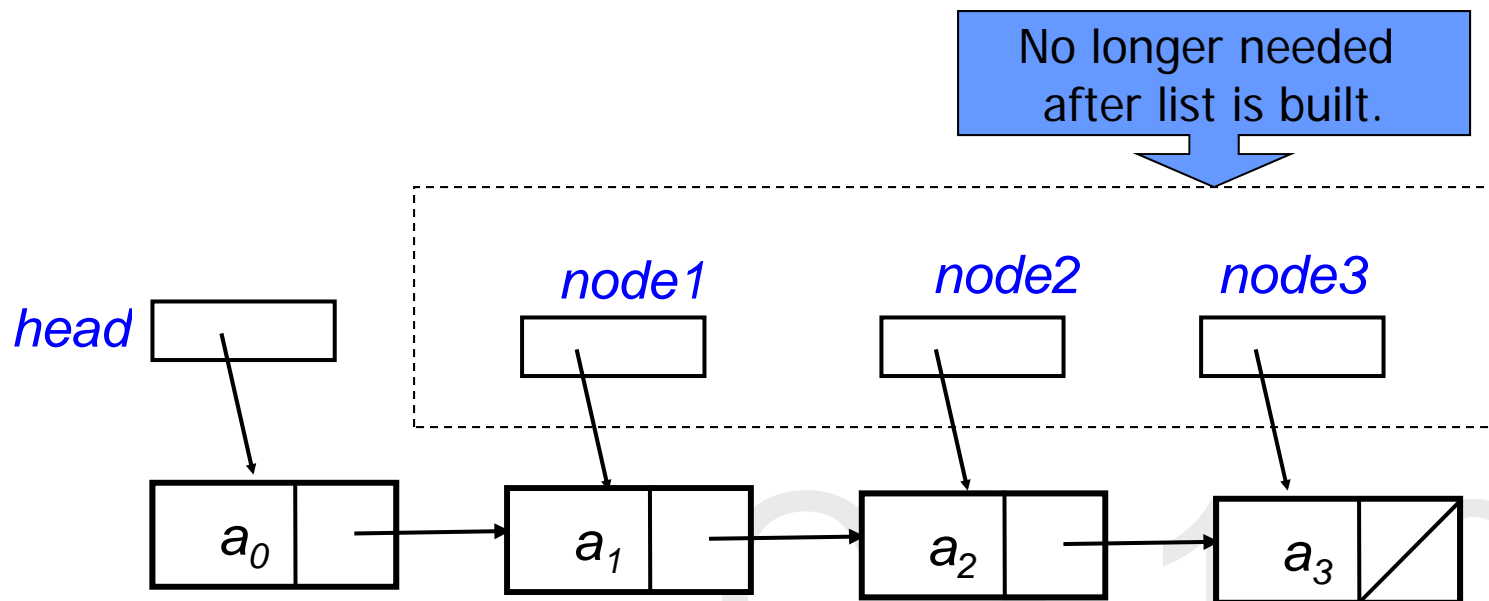 No longer needed
after list is built.
node1 node2 node3
head
a0 a1 a2 a3